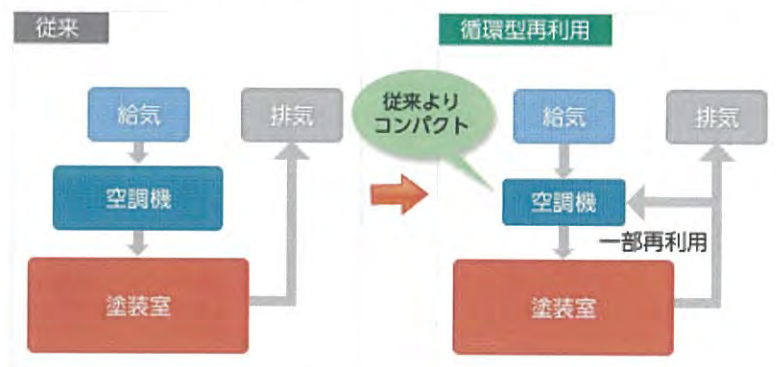 従来
給気
排気
空調機
塗装室
循環型再利用
従来より
コンパクト
給気
排気
空調機
一部再利用
塗装室